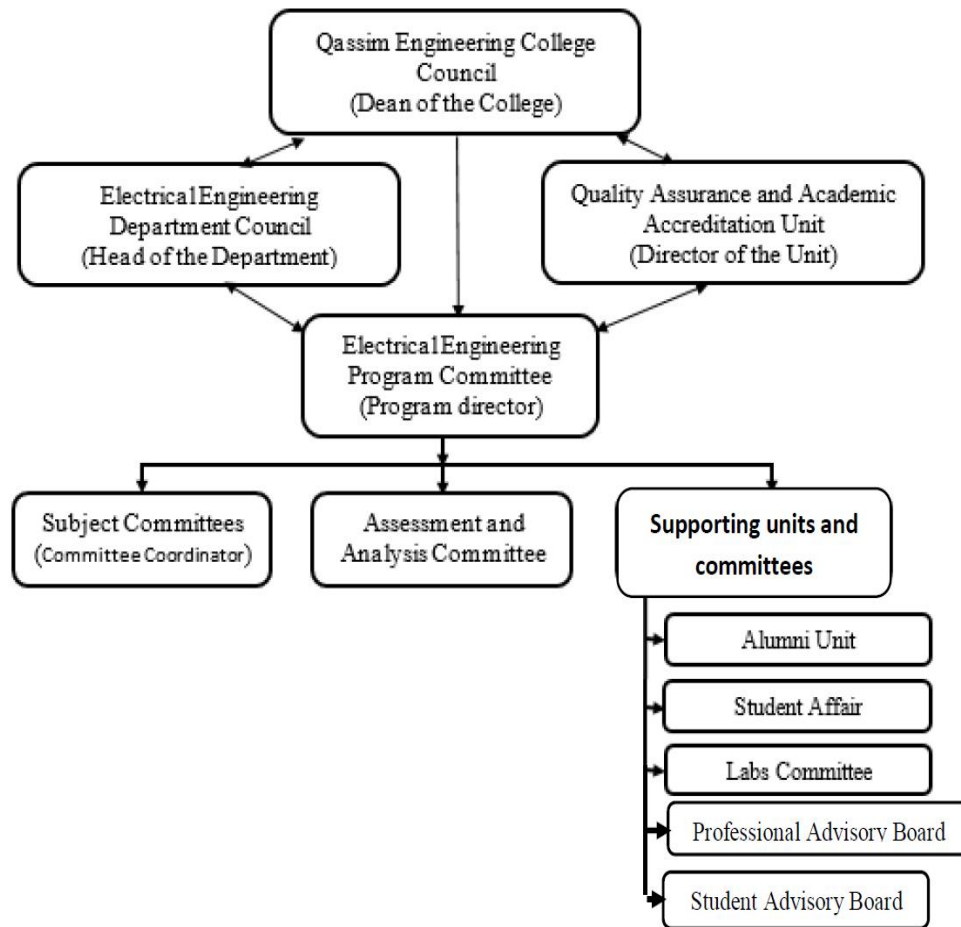 Qassim Engineering College
Council
(Dean of the College)
Electrical Engineering
Department Council
(Head of the Department)
Quality Assurance and Academic
Accreditation Unit
(Director of the Unit)
Electrical Engineering
Program Committee
(Program director)
Subject Committees
(Committee Coordinator)
Assessment and
Analysis Committee
Supporting units and
committees
Alumni Unit
Student Affair
Labs Committee
Professional Advisory Board
Student Advisory Board